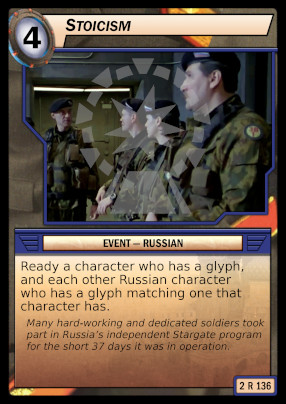 4
STOICISM
EVENT — RUSSIAN
Ready a character who has a glyph,
and each other Russian character
who has a glyph matching one that
character has.
Many hard-working and dedicated soldiers took
part in Russia's independent Stargate program
for the short 37 days it was in operation.
2 R 136